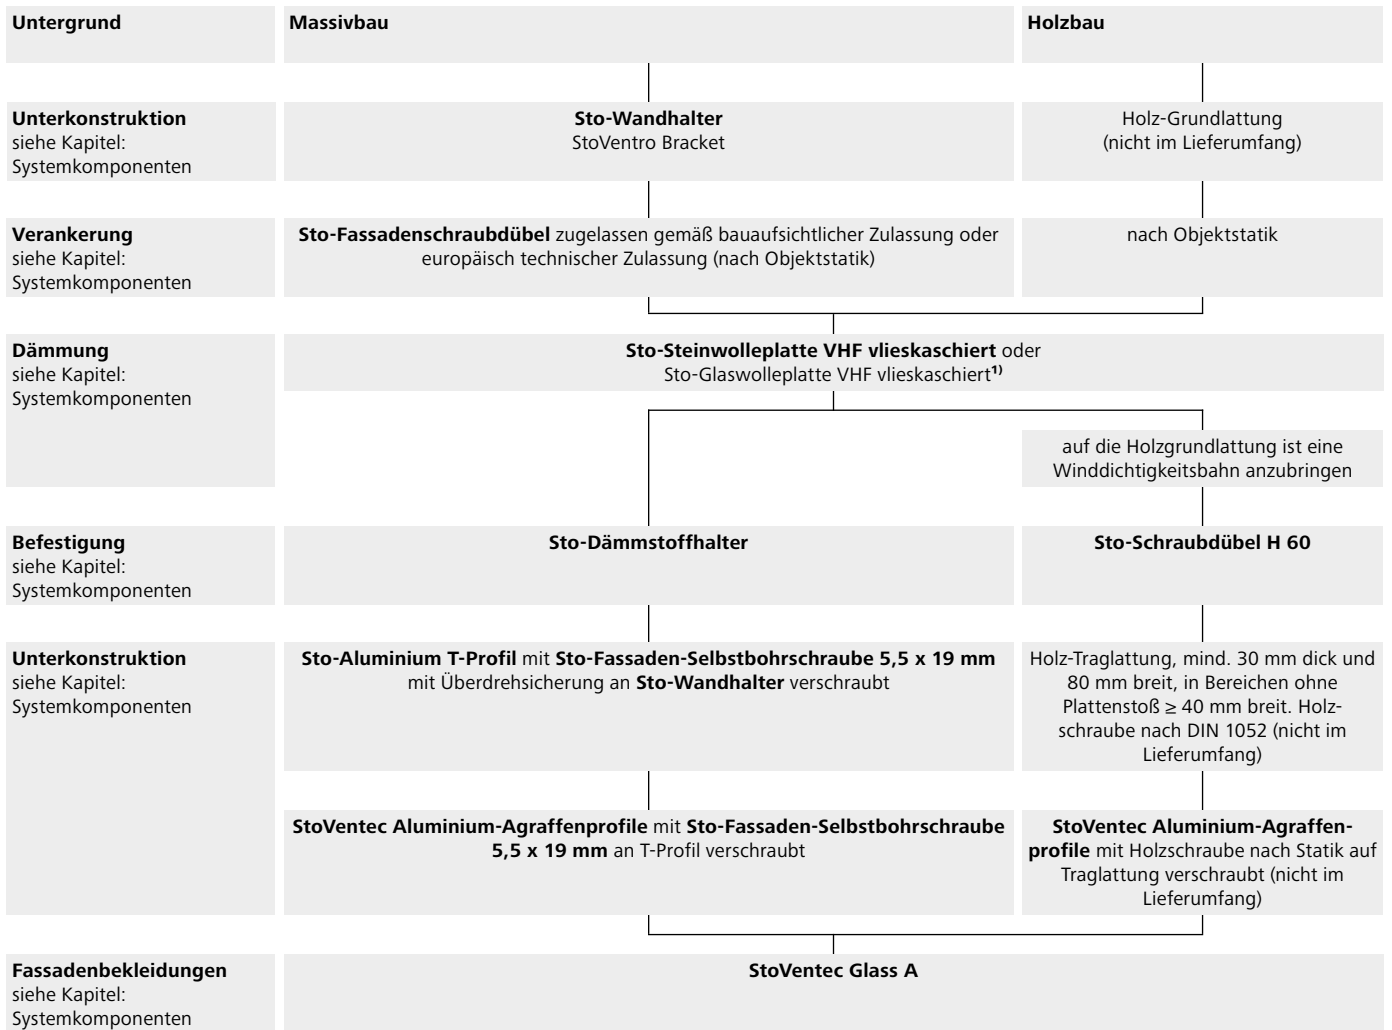 Untergrund
Massivbau
Holzbau
Unterkonstruktion
siehe Kapitel:
Systemkomponenten
Sto-Wandhalter
StoVentro Bracket
Holz-Grundlattung
(nicht im Lieferumfang)
Verankerung
siehe Kapitel:
Systemkomponenten
Sto-Fassadenschraubdübel zugelassen gemäß bauaufsichtlicher Zulassung oder
europäisch technischer Zulassung (nach Objektstatik)
nach Objektstatik
Dämmung
siehe Kapitel:
Systemkomponenten
Sto-Steinwolleplatte VHF vlieskaschiert oder
Sto-Glaswolleplatte VHF vlieskaschiert¹⁾
auf die Holzgrundlattung ist eine
Winddichtigkeitsbahn anzubringen
Befestigung
siehe Kapitel:
Systemkomponenten
Sto-Dämmstoffhalter
Sto-Schraubdübel H 60
Unterkonstruktion
siehe Kapitel:
Systemkomponenten
Sto-Aluminium T-Profil mit Sto-Fassaden-Selbstbohrschraube 5,5 x 19 mm
mit Überdrehsicherung an Sto-Wandhalter verschraubt
Holz-Traglattung, mind. 30 mm dick und
80 mm breit, in Bereichen ohne
Plattenstoß ≥ 40 mm breit. Holz-
schraube nach DIN 1052 (nicht im
Lieferumfang)
StoVentec Aluminium-Agraffenprofile mit Sto-Fassaden-Selbstbohrschraube
5,5 x 19 mm an T-Profil verschraubt
StoVentec Aluminium-Agraffen-
profile mit Holzschraube nach Statik auf
Traglattung verschraubt (nicht im
Lieferumfang)
Fassadenbekleidungen
siehe Kapitel:
Systemkomponenten
StoVentec Glass A